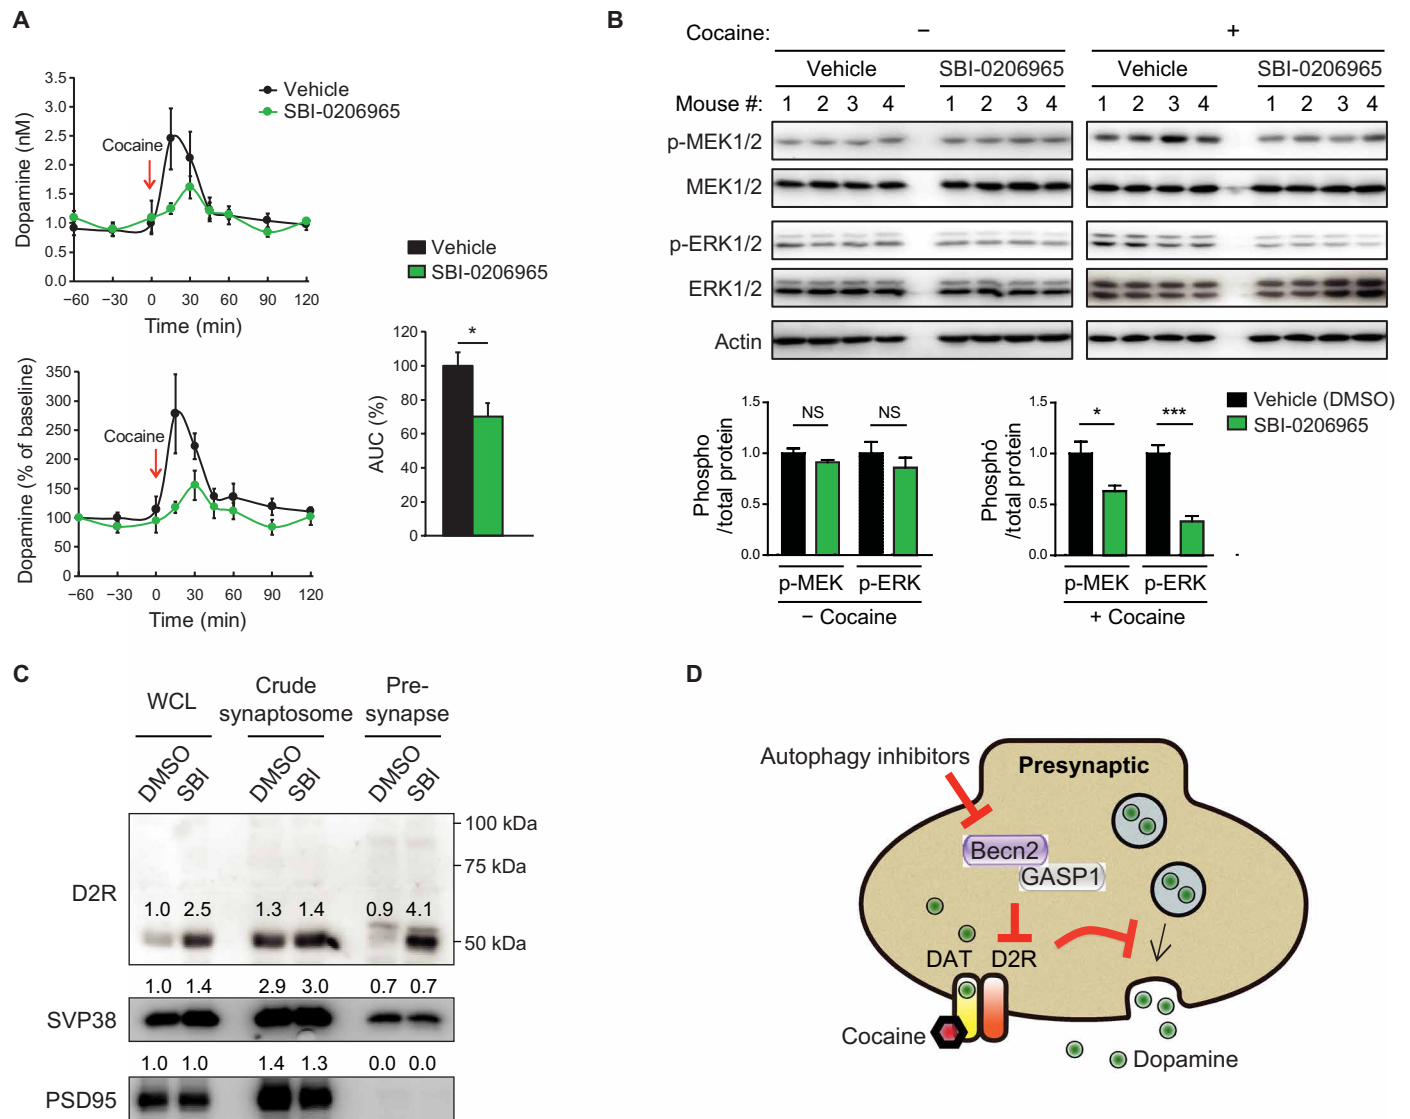 A
3.5
3.0
2.5
2.0
1.5
1.0
0.5
0.0
Dopamine (nM)
Vehicle
SBI-0206965
Cocaine
−60 −30 0 30 60 90 120
Time (min)
350
300
250
200
150
100
50
0
Dopamine (% of baseline)
Cocaine
−60 −30 0 30 60 90 120
Time (min)
Vehicle
SBI-0206965
120
100
80
60
40
20
0
AUC (%)
*
B
Cocaine: − +
Vehicle SBI-0206965 Vehicle SBI-0206965
Mouse #: 1 2 3 4 1 2 3 4 1 2 3 4 1 2 3 4
p-MEK1/2
MEK1/2
p-ERK1/2
ERK1/2
Actin
1.5
1.0
0.5
0.0
Phospho
/total protein
NS NS
p-MEK p-ERK
− Cocaine
1.5
1.0
0.5
0.0
Phospho
/total protein
* ***
p-MEK p-ERK
+ Cocaine
Vehicle (DMSO)
SBI-0206965
C
WCL Crude synaptosome Pre-synapse
DMSO SBI DMSO SBI DMSO SBI
100 kDa
75 kDa
50 kDa
D2R
1.0 2.5 1.3 1.4 0.9 4.1
1.0 1.4 2.9 3.0 0.7 0.7
SVP38
1.0 1.0 1.4 1.3 0.0 0.0
PSD95
D
Autophagy inhibitors
Presynaptic
Becn2
GASP1
DAT D2R
Cocaine
Dopamine